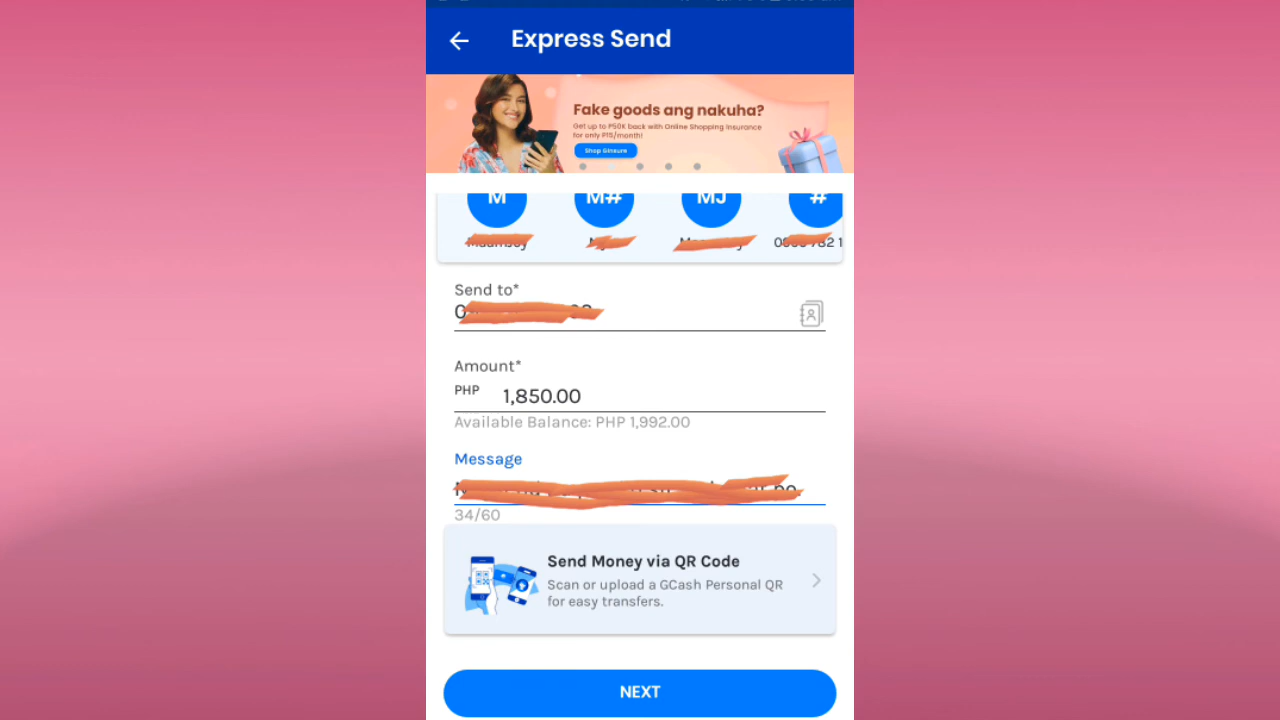 Express Send
Fake goods ang nakuha?
Get up to ₱50K back with Online Shopping Insurance
for only ₱15/month!
Shop GInsure
M M# MJ #
Send to*
Amount*
PHP 1,850.00
Available Balance: PHP 1,992.00
Message
34/60
Send Money via QR Code
Scan or upload a GCash Personal QR
for easy transfers.
NEXT